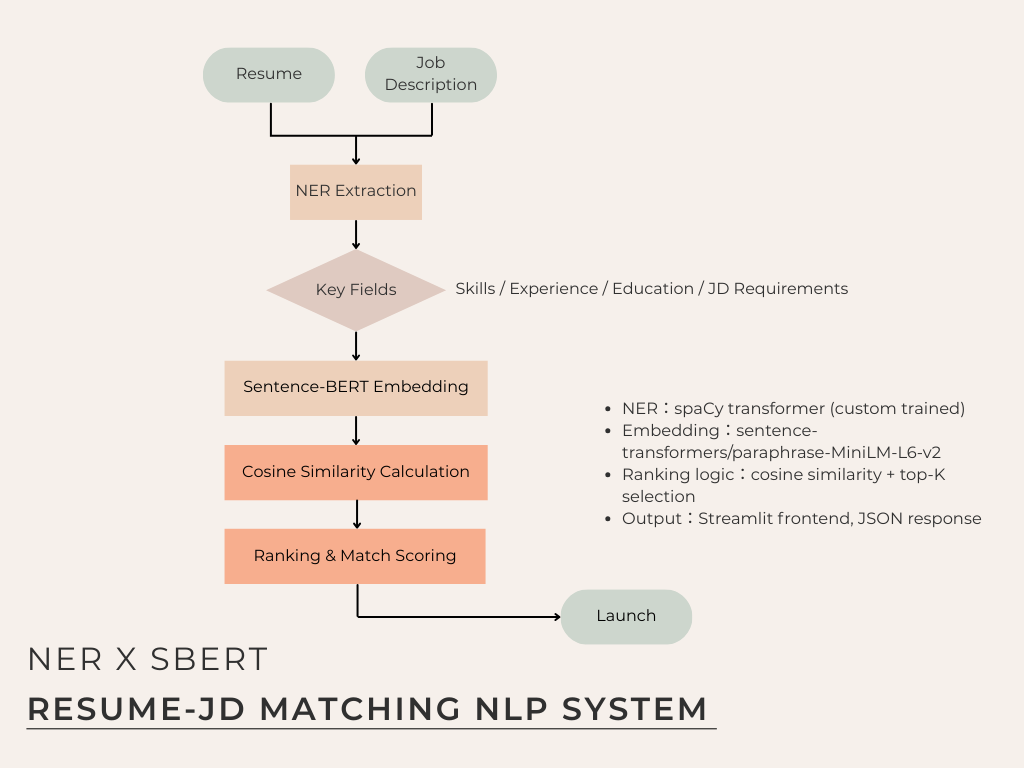 Resume
Job
Description
NER Extraction
Key Fields
Skills / Experience / Education / JD Requirements
Sentence-BERT Embedding
Cosine Similarity Calculation
Ranking & Match Scoring
• NER：spaCy transformer (custom trained)
• Embedding：sentence-
transformers/paraphrase-MiniLM-L6-v2
• Ranking logic：cosine similarity + top-K
selection
• Output：Streamlit frontend, JSON response
Launch
NER X SBERT
RESUME-JD MATCHING NLP SYSTEM